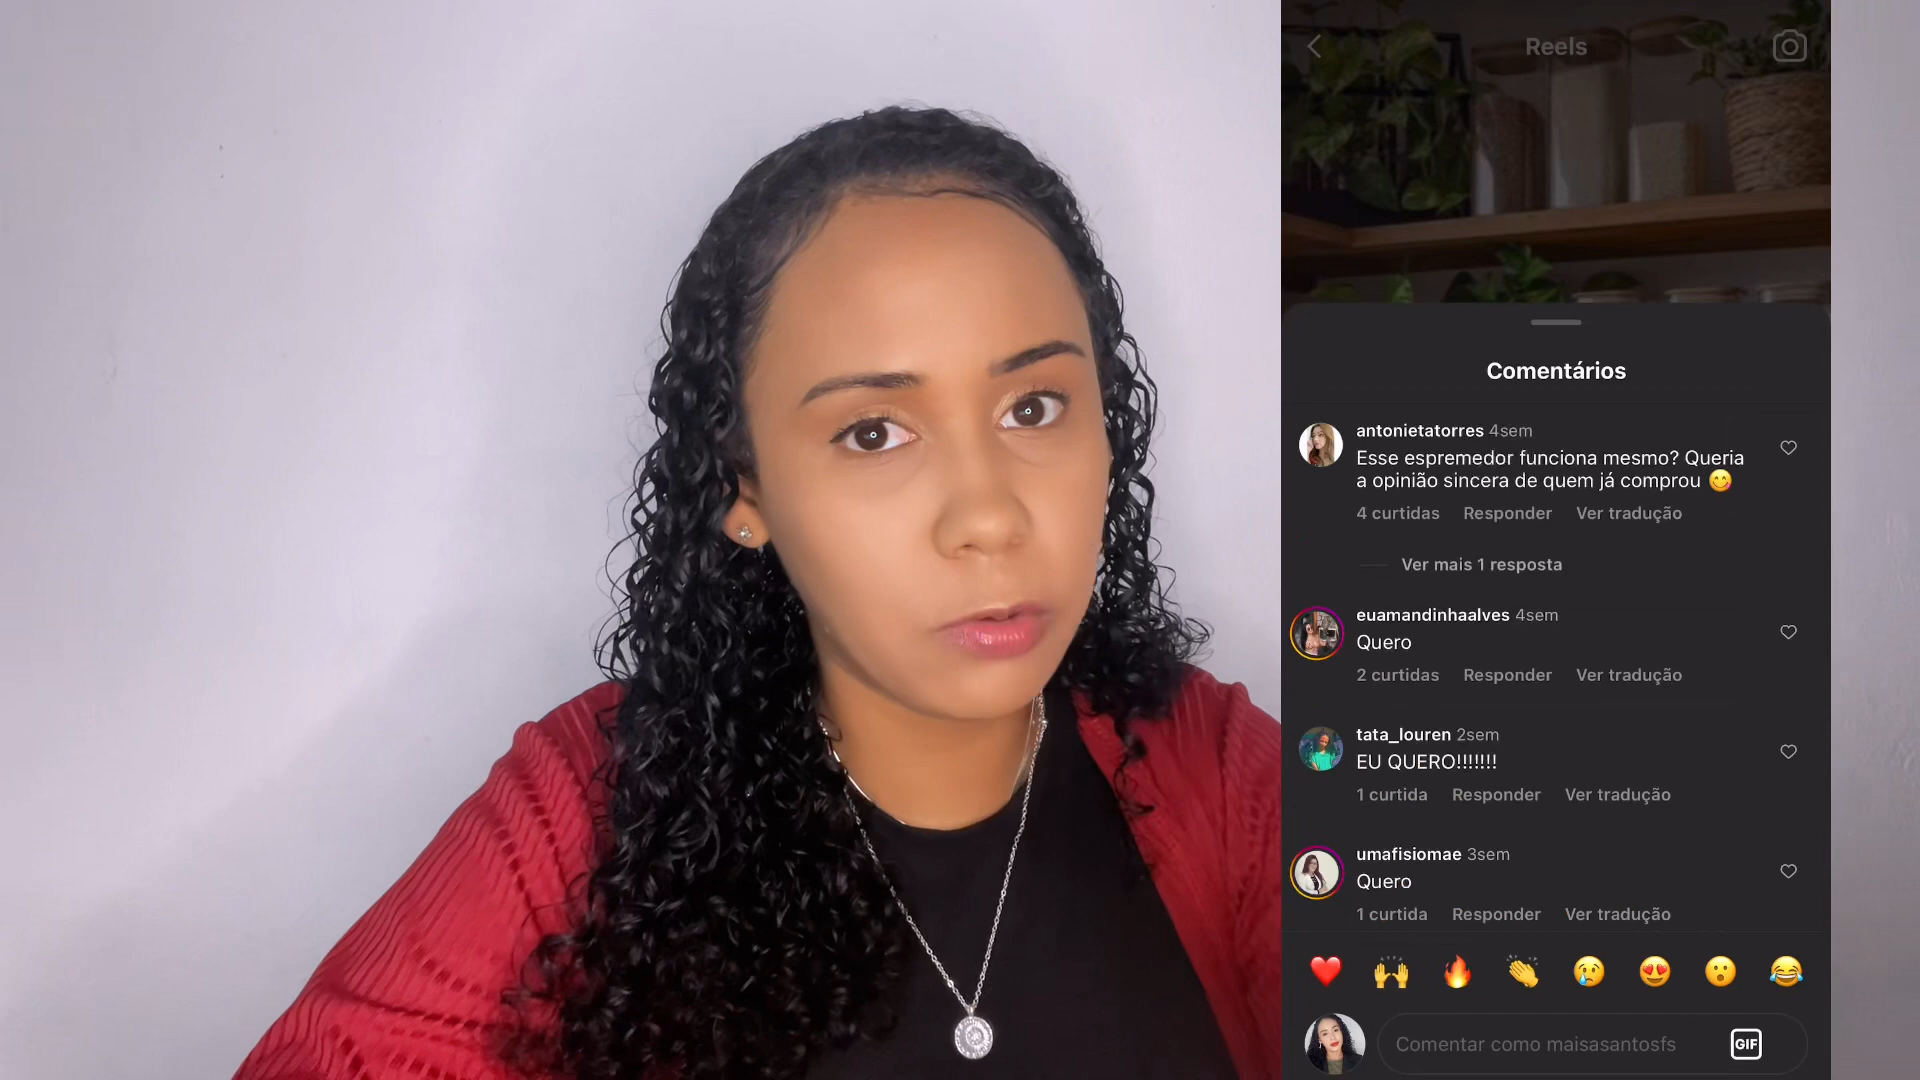 Reels
Comentários
antonietatorres 4sem
Esse espremedor funciona mesmo? Queria
a opinião sincera de quem já comprou 😋
4 curtidas Responder Ver tradução
Ver mais 1 resposta
euamandinhaalves 4sem
Quero
2 curtidas Responder Ver tradução
tata_louren 2sem
EU QUERO!!!!!!!
1 curtida Responder Ver tradução
umafisiomae 3sem
Quero
1 curtida Responder Ver tradução
Comentar como maisasantosfs
GIF